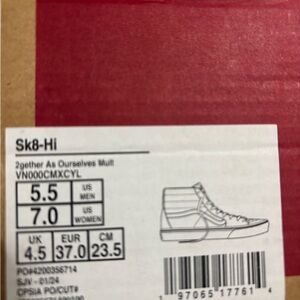 Sk8-Hi
2gether As Ourselves Mult
VN000CMXCYL
5.5 US MEN
7.0 US WOMEN
UK EUR CM
4.5 37.0 23.5
PO#4200356714
SJV - 01/24
CPSIA PO/CUT#
1 97065 17761 4